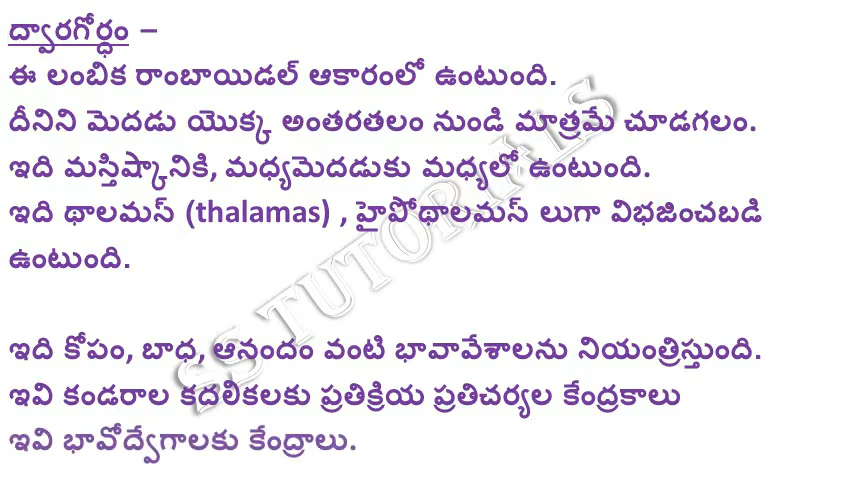 ద్వారగోర్ధం –
ఈ లంబిక రాంబాయిడల్ ఆకారంలో ఉంటుంది.
దీనిని మెదడు యొక్క అంతరతలం నుండి మాత్రమే చూడగలం.
ఇది మస్తిష్కానికి, మధ్యమెదడుకు మధ్యలో ఉంటుంది.
ఇది థాలమస్ (thalamas) , హైపోథాలమస్ లుగా విభజించబడి
ఉంటుంది.
ఇది కోపం, బాధ, ఆనందం వంటి భావావేశాలను నియంత్రిస్తుంది.
ఇవి కండరాల కదలికలకు ప్రతిక్రియ ప్రతిచర్యల కేంద్రకాలు
ఇవి భావోద్వేగాలకు కేంద్రాలు.
SS TUTORIALS